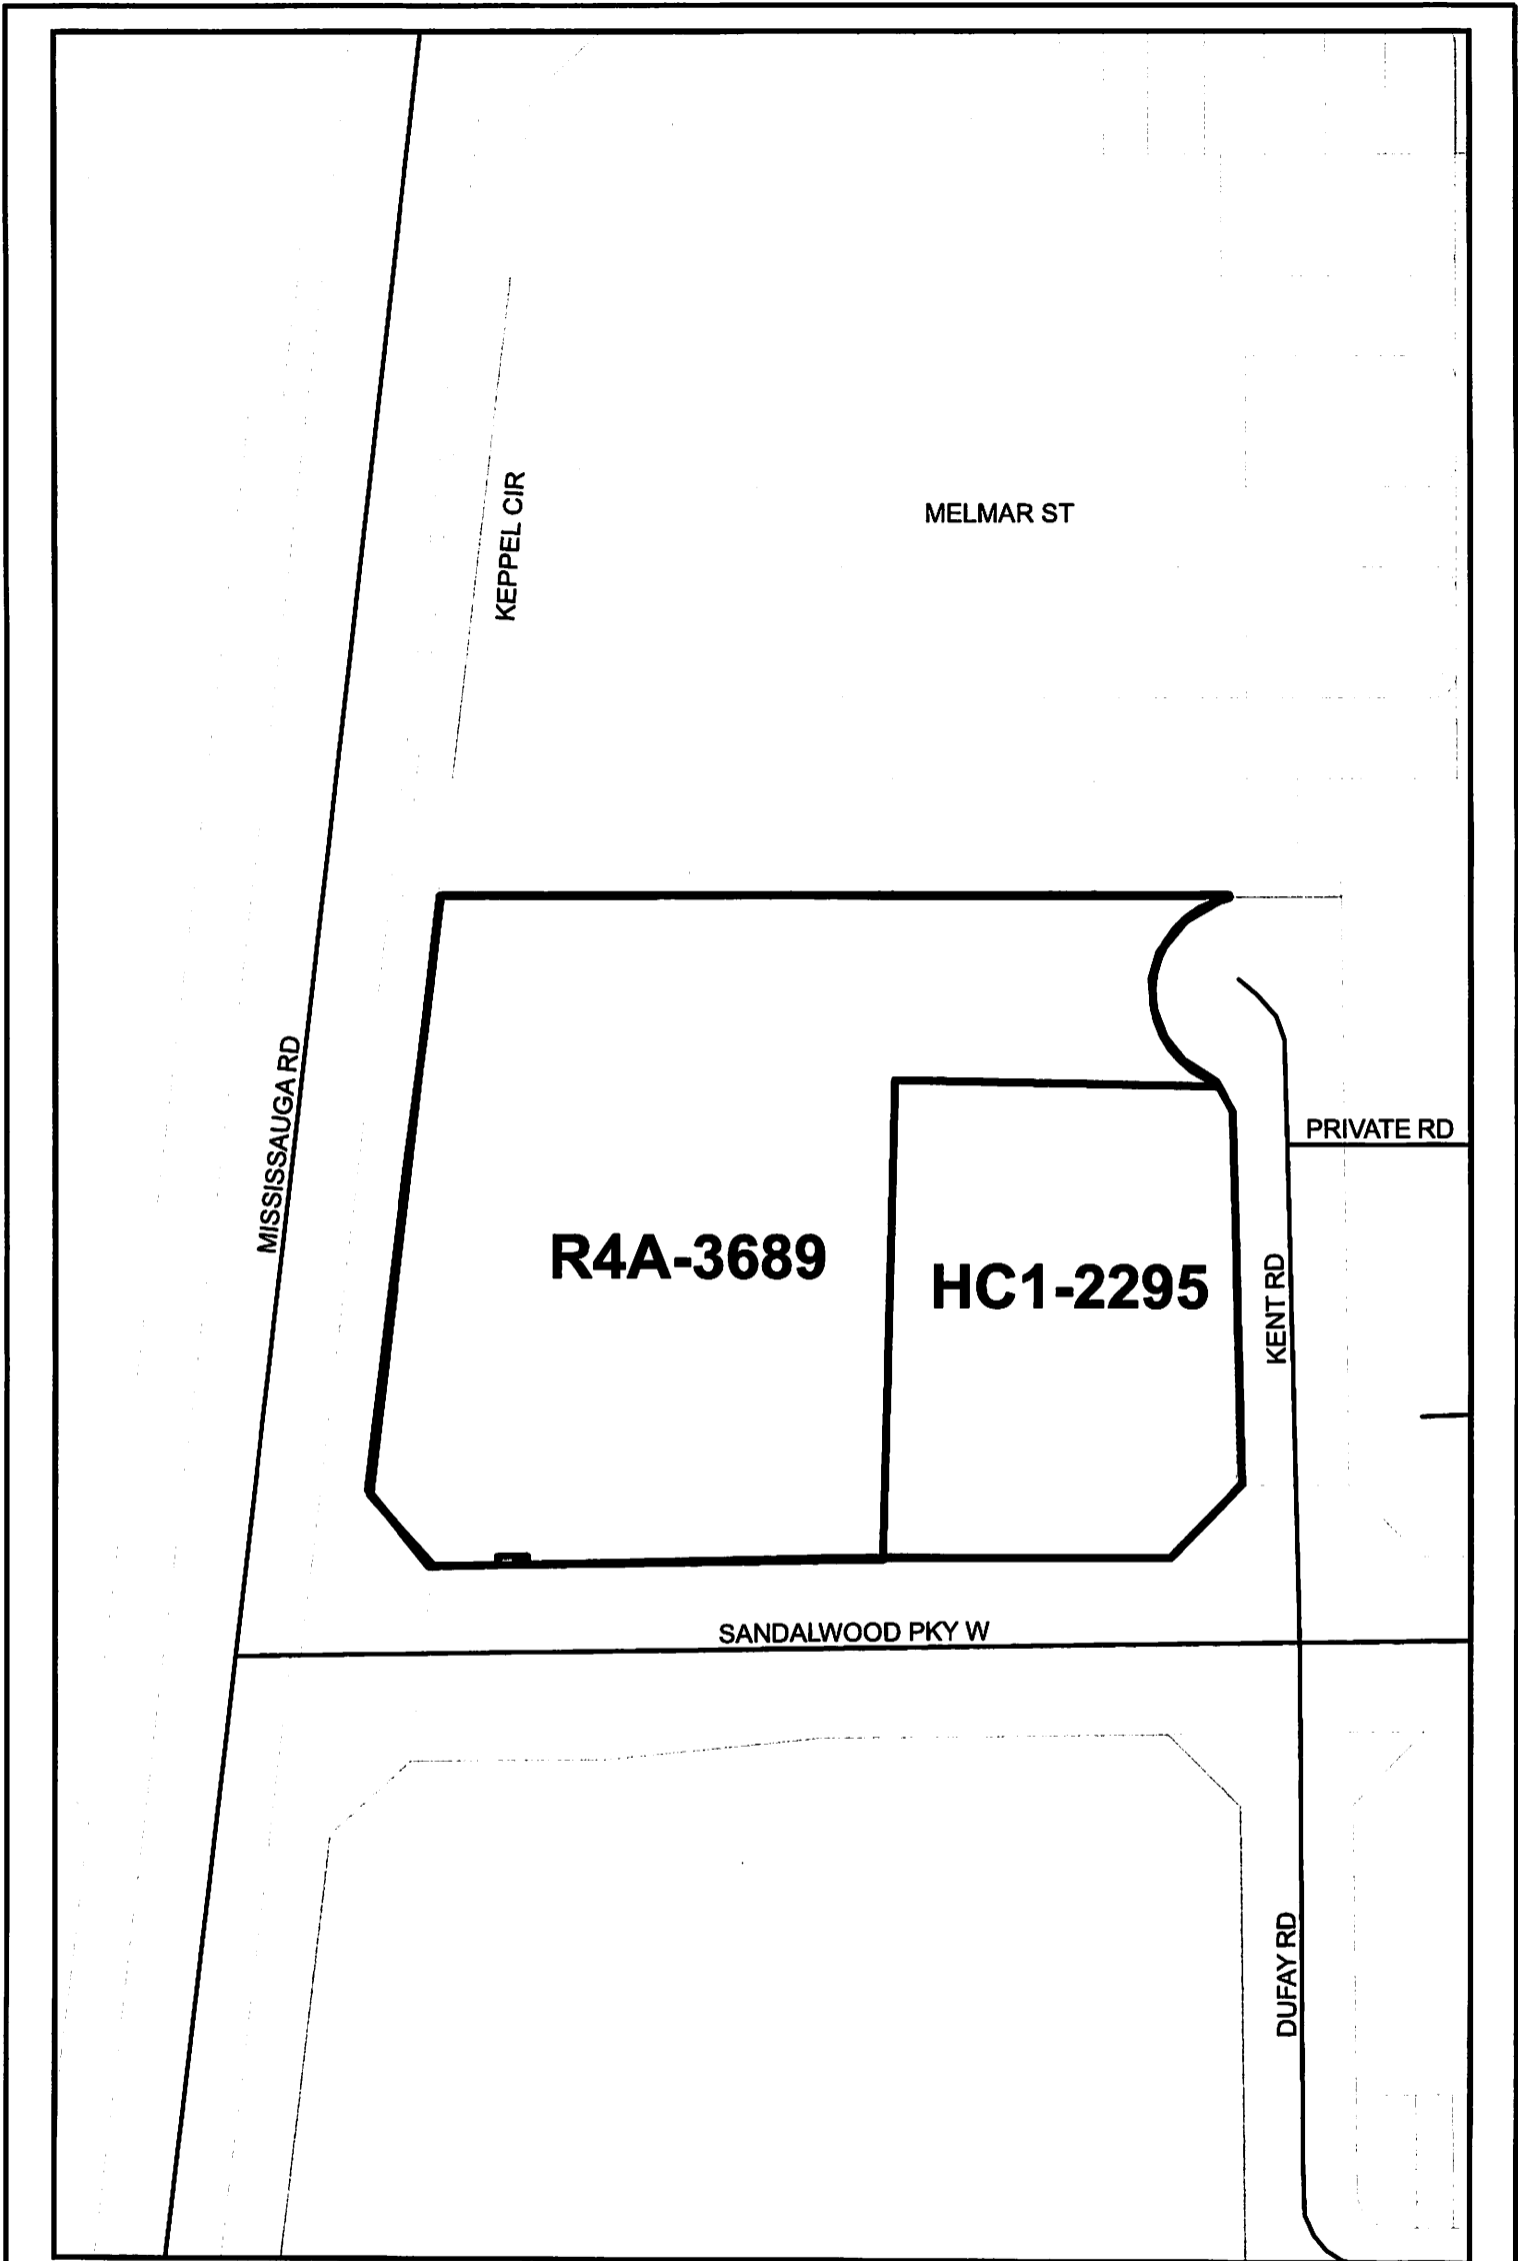 KEPPEL CIR
MELMAR ST
MISSISSAUGA RD
PRIVATE RD
R4A-3689
HC1-2295
KENT RD
SANDALWOOD PKY W
DUFAY RD